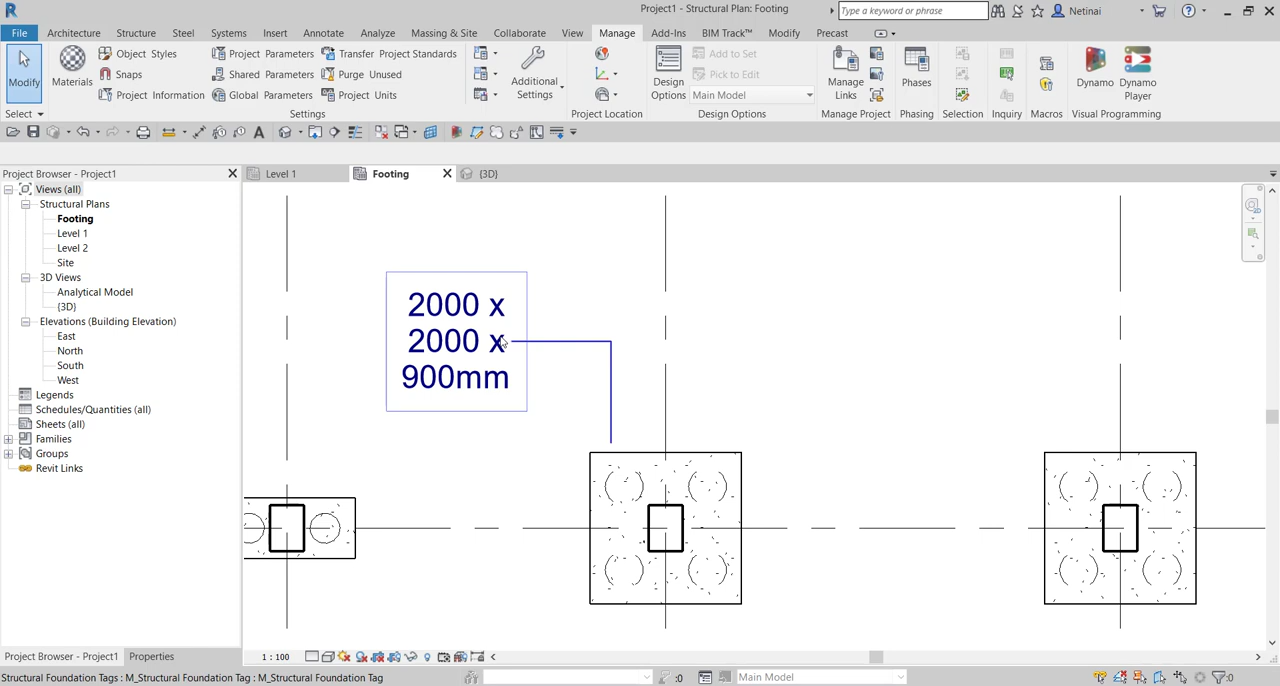 Project1 - Structural Plan: Footing
Type a keyword or phrase
Netinai
File Architecture Structure Steel Systems Insert Annotate Analyze Massing & Site Collaborate View Manage Add-Ins BIM Track™ Modify Precast
Modify
Materials
Object Styles
Snaps
Project Information
Project Parameters
Shared Parameters
Global Parameters
Transfer Project Standards
Purge Unused
Project Units
Additional
Settings
Design
Options
Add to Set
Pick to Edit
Main Model
Manage
Links
Phases
Dynamo
Dynamo
Player
Select Settings Project Location Design Options Manage Project Phasing Selection Inquiry Macros Visual Programming
Project Browser - Project1
Level 1 Footing {3D}
Views (all)
Structural Plans
Footing
Level 1
Level 2
Site
3D Views
Analytical Model
{3D}
Elevations (Building Elevation)
East
North
South
West
Legends
Schedules/Quantities (all)
Sheets (all)
Families
Groups
Revit Links
2000 x
2000 x
900mm
Project Browser - Project1 Properties
1 : 100
Structural Foundation Tags : M_Structural Foundation Tag : M_Structural Foundation Tag
:0
Main Model
:0